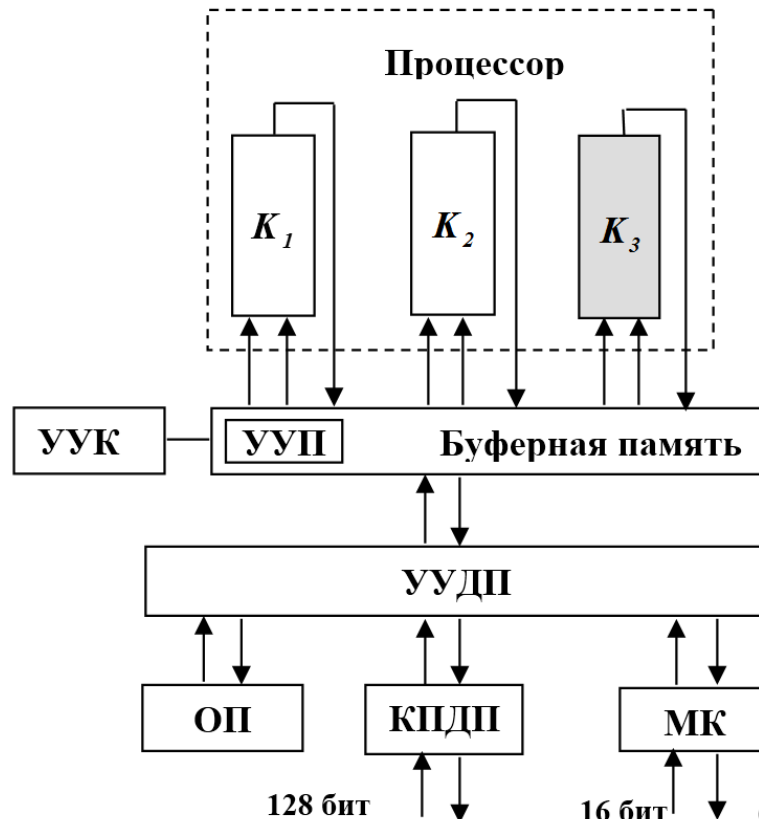 Процессор
K1 K2 K3
УУК УУП Буферная память
УУДП
ОП КПДП МК
128 бит 16 бит